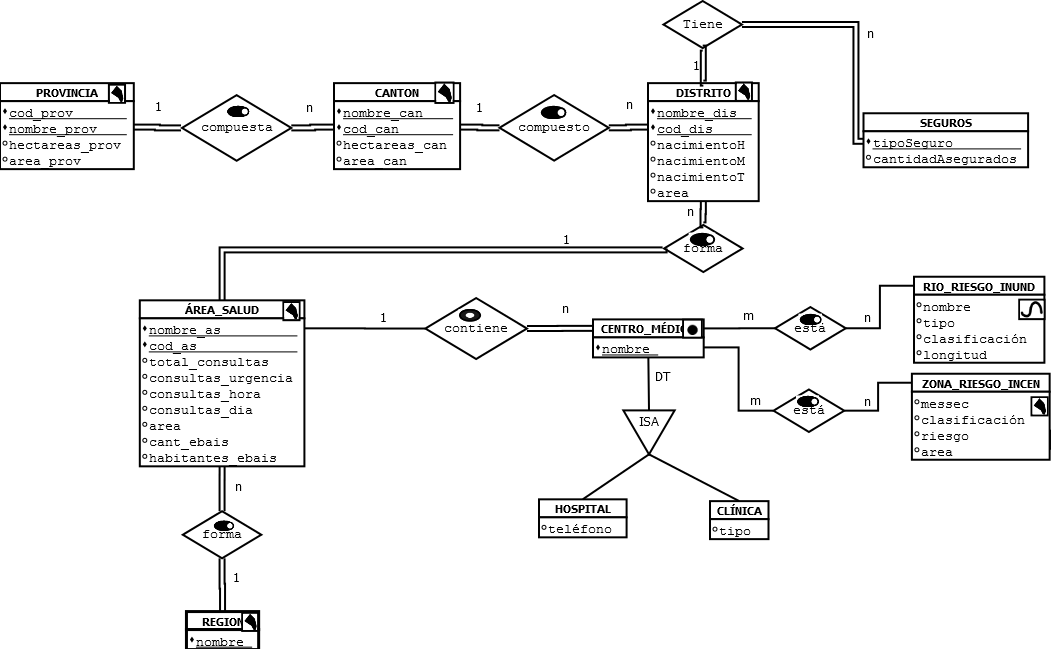 Tiene
n
1
PROVINCIA
cod_prov
nombre_prov
hectareas_prov
area_prov
1
compuesta
n
CANTON
nombre_can
cod_can
hectareas_can
area_can
1
compuesto
n
DISTRITO
nombre_dis
cod_dis
nacimientoH
nacimientoM
nacimientoT
area
SEGUROS
tipoSeguro
cantidadAsegurados
n
1
forma
ÁREA_SALUD
nombre_as
cod_as
total_consultas
consultas_urgencia
consultas_hora
consultas_dia
area
cant_ebais
habitantes_ebais
1
contiene
n
CENTRO_MÉDIC
nombre_
m
está
n
RIO_RIESGO_INUND
nombre
tipo
clasificación
longitud
m
está
n
ZONA_RIESGO_INCEN
messec
clasificación
riesgo
area
DT
ISA
HOSPITAL
teléfono
CLÍNICA
tipo
n
forma
1
REGION
nombre_